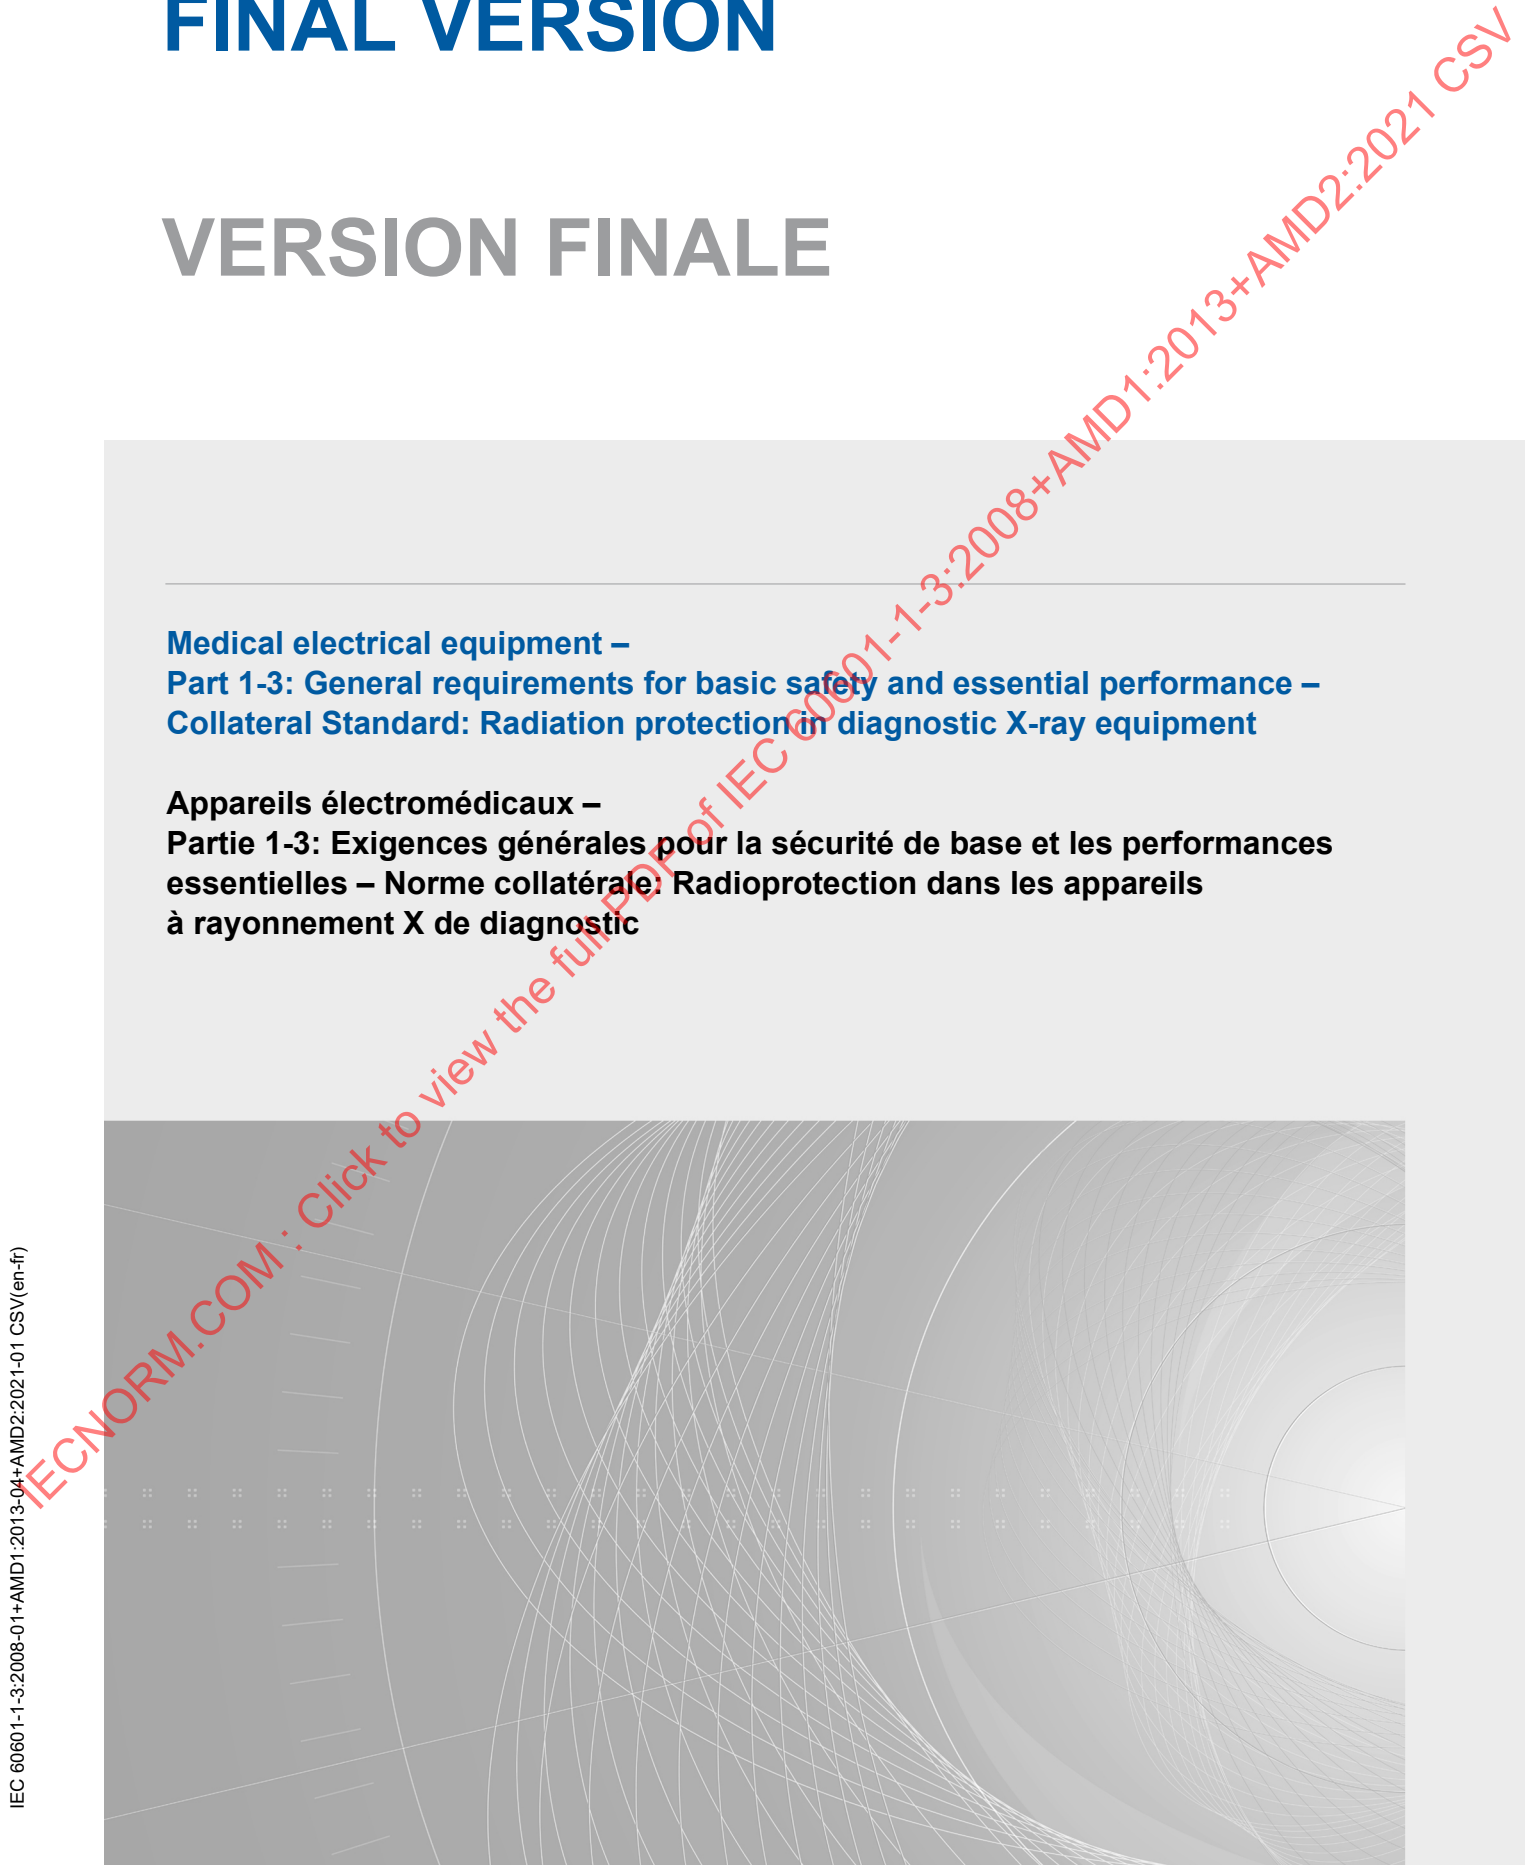 FINAL VERSION
VERSION FINALE
Medical electrical equipment –
Part 1-3: General requirements for basic safety and essential performance –
Collateral Standard: Radiation protection in diagnostic X-ray equipment
Appareils électromédicaux –
Partie 1-3: Exigences générales pour la sécurité de base et les performances
essentielles – Norme collatérale: Radioprotection dans les appareils
à rayonnement X de diagnostic
IEC 60601-1-3:2008-01+AMD1:2013-04+AMD2:2021-01 CSV(en-fr)
IECNORM.COM : Click to view the full PDF of IEC 60601-1-3:2008+AMD1:2013+AMD2:2021 CSV